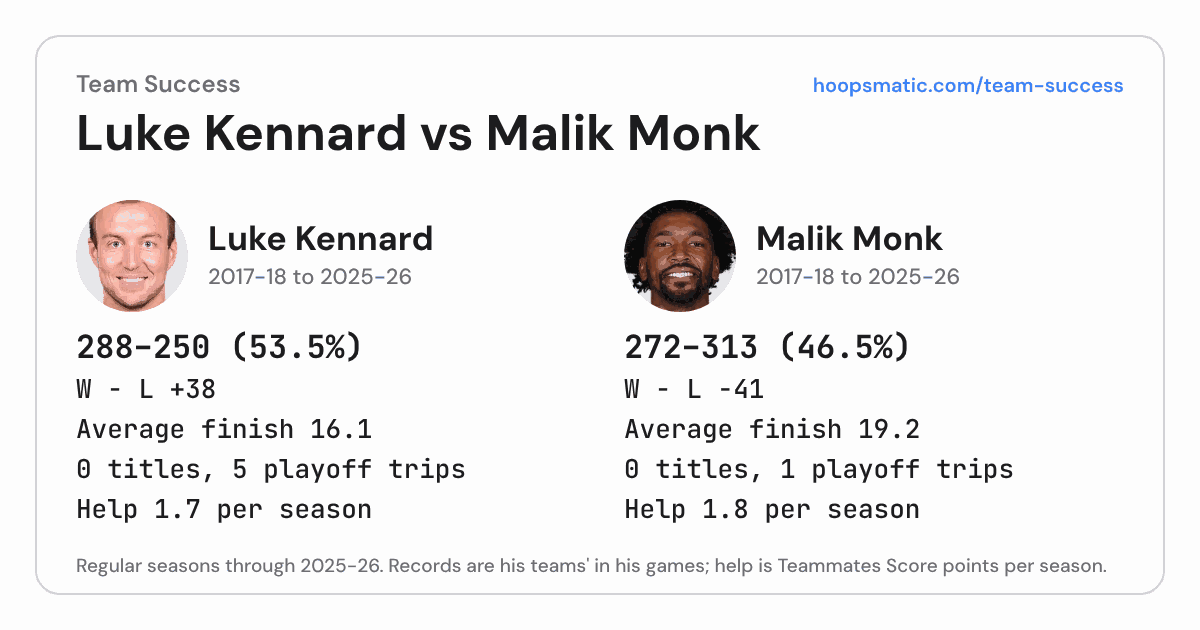 Team Success
hoopsmatic.com/team-success
Luke Kennard vs Malik Monk
Luke Kennard
2017-18 to 2025-26
288-250 (53.5%)
W - L +38
Average finish 16.1
0 titles, 5 playoff trips
Help 1.7 per season
Malik Monk
2017-18 to 2025-26
272-313 (46.5%)
W - L -41
Average finish 19.2
0 titles, 1 playoff trips
Help 1.8 per season
Regular seasons through 2025-26. Records are his teams' in his games; help is Teammates Score points per season.